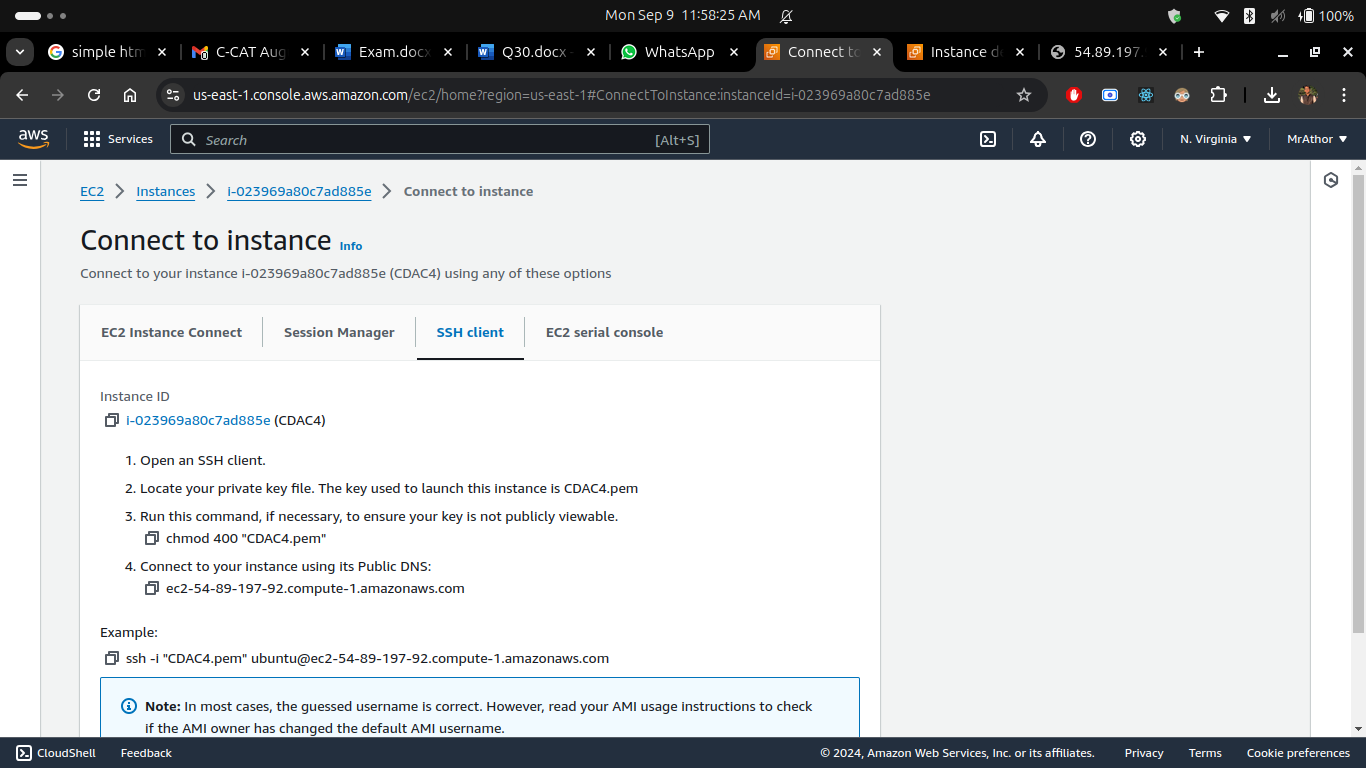 Mon Sep 9 11:58:25 AM
100%
simple htm
C-CAT Aug
Exam.docx
Q30.docx -
WhatsApp
Connect to
Instance de
54.89.197.
us-east-1.console.aws.amazon.com/ec2/home?region=us-east-1#ConnectToInstance:instanceId=i-023969a80c7ad885e
aws
Services
Search
[Alt+S]
N. Virginia
MrAthor
EC2
Instances
i-023969a80c7ad885e
Connect to instance
Connect to instance Info
Connect to your instance i-023969a80c7ad885e (CDAC4) using any of these options
EC2 Instance Connect
Session Manager
SSH client
EC2 serial console
Instance ID
i-023969a80c7ad885e (CDAC4)
1. Open an SSH client.
2. Locate your private key file. The key used to launch this instance is CDAC4.pem
3. Run this command, if necessary, to ensure your key is not publicly viewable.
chmod 400 "CDAC4.pem"
4. Connect to your instance using its Public DNS:
ec2-54-89-197-92.compute-1.amazonaws.com
Example:
ssh -i "CDAC4.pem" ubuntu@ec2-54-89-197-92.compute-1.amazonaws.com
Note: In most cases, the guessed username is correct. However, read your AMI usage instructions to check
if the AMI owner has changed the default AMI username.
CloudShell
Feedback
© 2024, Amazon Web Services, Inc. or its affiliates.
Privacy
Terms
Cookie preferences